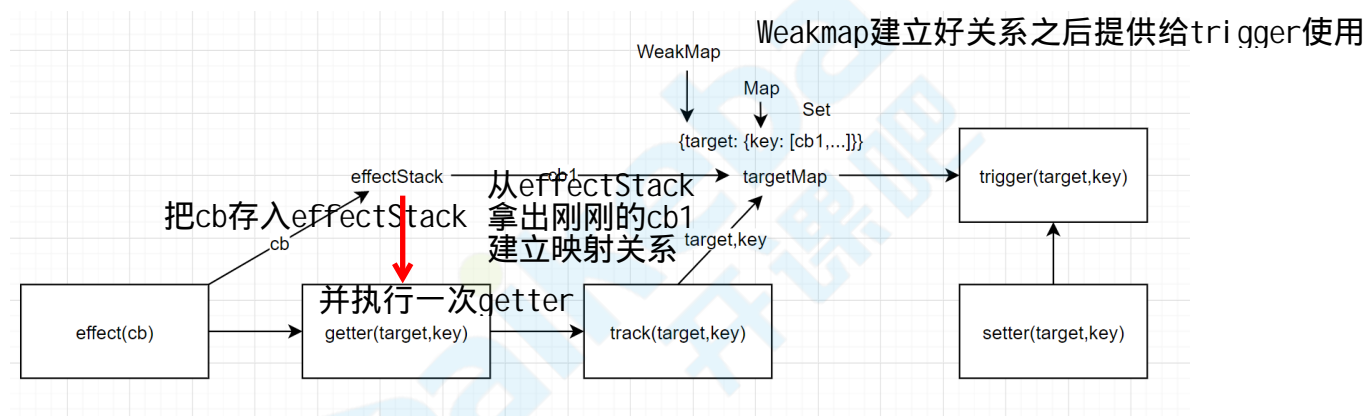 Weakmap建立好关系之后提供给trigger使用
WeakMap
Map
Set
{target: {key: [cb1,...]}}
effectStack
cb1
targetMap
trigger(target,key)
把cb存入effectStack
从effectStack
拿出刚刚的cb1
建立映射关系
cb
target,key
并执行一次getter
effect(cb)
getter(target,key)
track(target,key)
setter(target,key)
kaikeba
开课吧